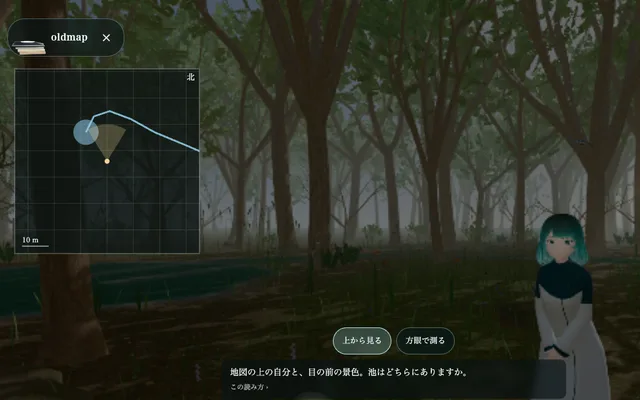 oldmap ×
北
10 m
上から見る
方眼で測る
地図の上の自分と、目の前の景色。池はどちらにありますか。
この読み方 ›